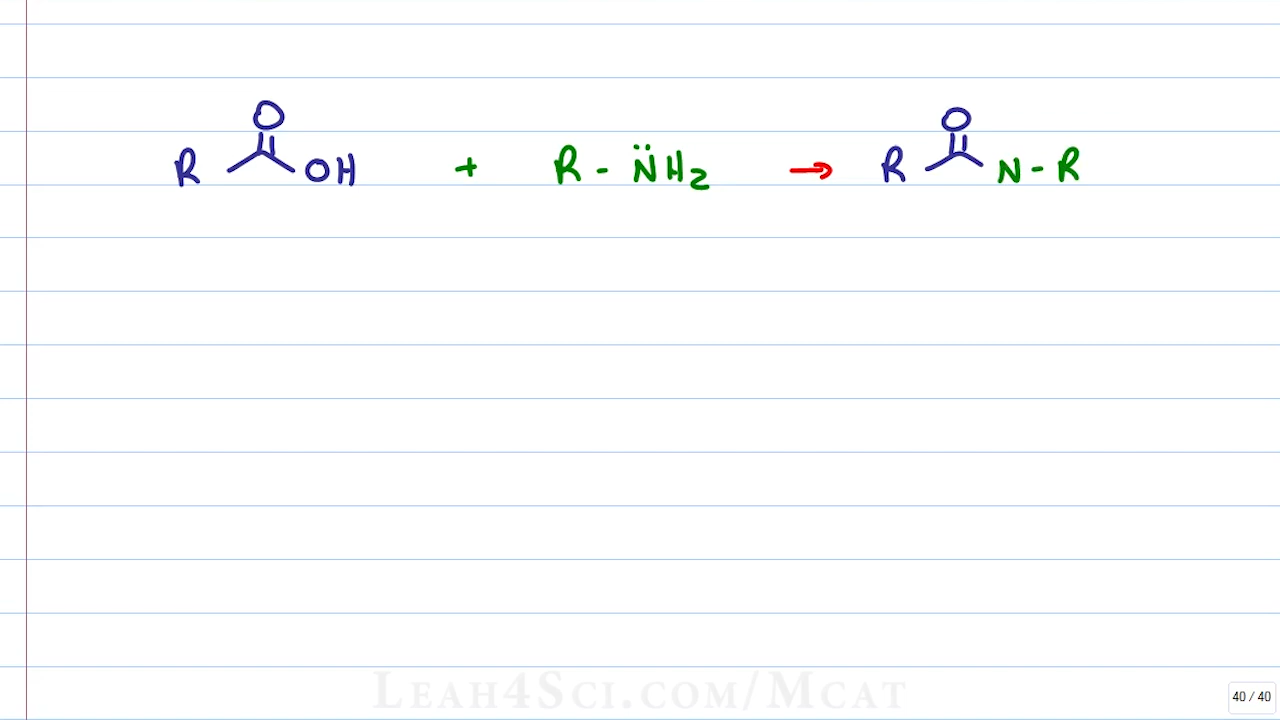 O O
R OH + R - N̈H₂ → R N - R
LEAH4SCI.COM/MCAT
40 / 40